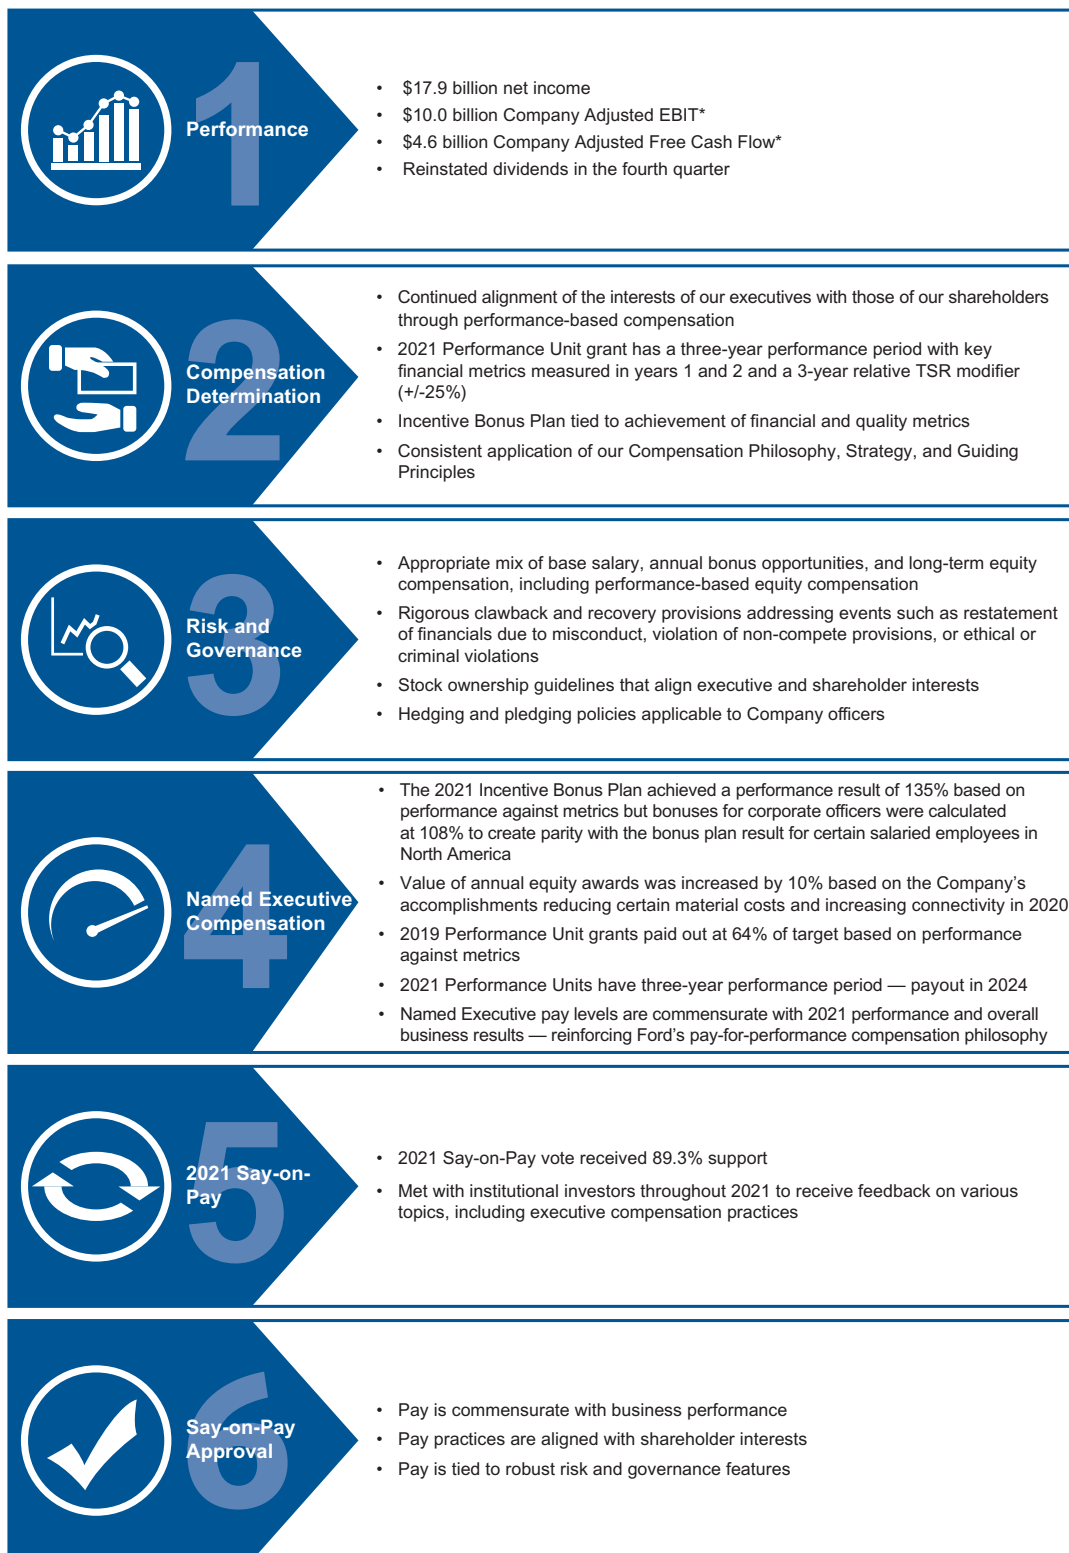 1
Performance
• $17.9 billion net income
• $10.0 billion Company Adjusted EBIT*
• $4.6 billion Company Adjusted Free Cash Flow*
• Reinstated dividends in the fourth quarter
2
Compensation
Determination
• Continued alignment of the interests of our executives with those of our shareholders
through performance-based compensation
• 2021 Performance Unit grant has a three-year performance period with key
financial metrics measured in years 1 and 2 and a 3-year relative TSR modifier
(+/-25%)
• Incentive Bonus Plan tied to achievement of financial and quality metrics
• Consistent application of our Compensation Philosophy, Strategy, and Guiding
Principles
3
Risk and
Governance
• Appropriate mix of base salary, annual bonus opportunities, and long-term equity
compensation, including performance-based equity compensation
• Rigorous clawback and recovery provisions addressing events such as restatement
of financials due to misconduct, violation of non-compete provisions, or ethical or
criminal violations
• Stock ownership guidelines that align executive and shareholder interests
• Hedging and pledging policies applicable to Company officers
4
Named Executive
Compensation
• The 2021 Incentive Bonus Plan achieved a performance result of 135% based on
performance against metrics but bonuses for corporate officers were calculated
at 108% to create parity with the bonus plan result for certain salaried employees in
North America
• Value of annual equity awards was increased by 10% based on the Company's
accomplishments reducing certain material costs and increasing connectivity in 2020
• 2019 Performance Unit grants paid out at 64% of target based on performance
against metrics
• 2021 Performance Units have three-year performance period — payout in 2024
• Named Executive pay levels are commensurate with 2021 performance and overall
business results — reinforcing Ford's pay-for-performance compensation philosophy
5
2021 Say-on-
Pay
• 2021 Say-on-Pay vote received 89.3% support
• Met with institutional investors throughout 2021 to receive feedback on various
topics, including executive compensation practices
6
Say-on-Pay
Approval
• Pay is commensurate with business performance
• Pay practices are aligned with shareholder interests
• Pay is tied to robust risk and governance features